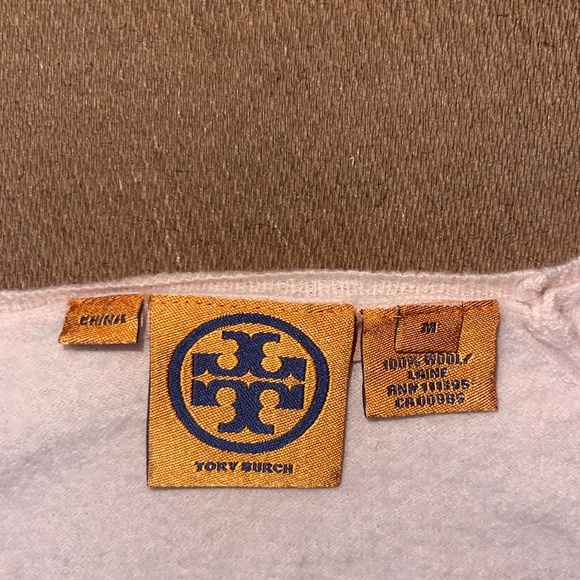 CHINA
TORY BURCH
M
100% WOOL/
LAINE
RN# 111395
CA00985